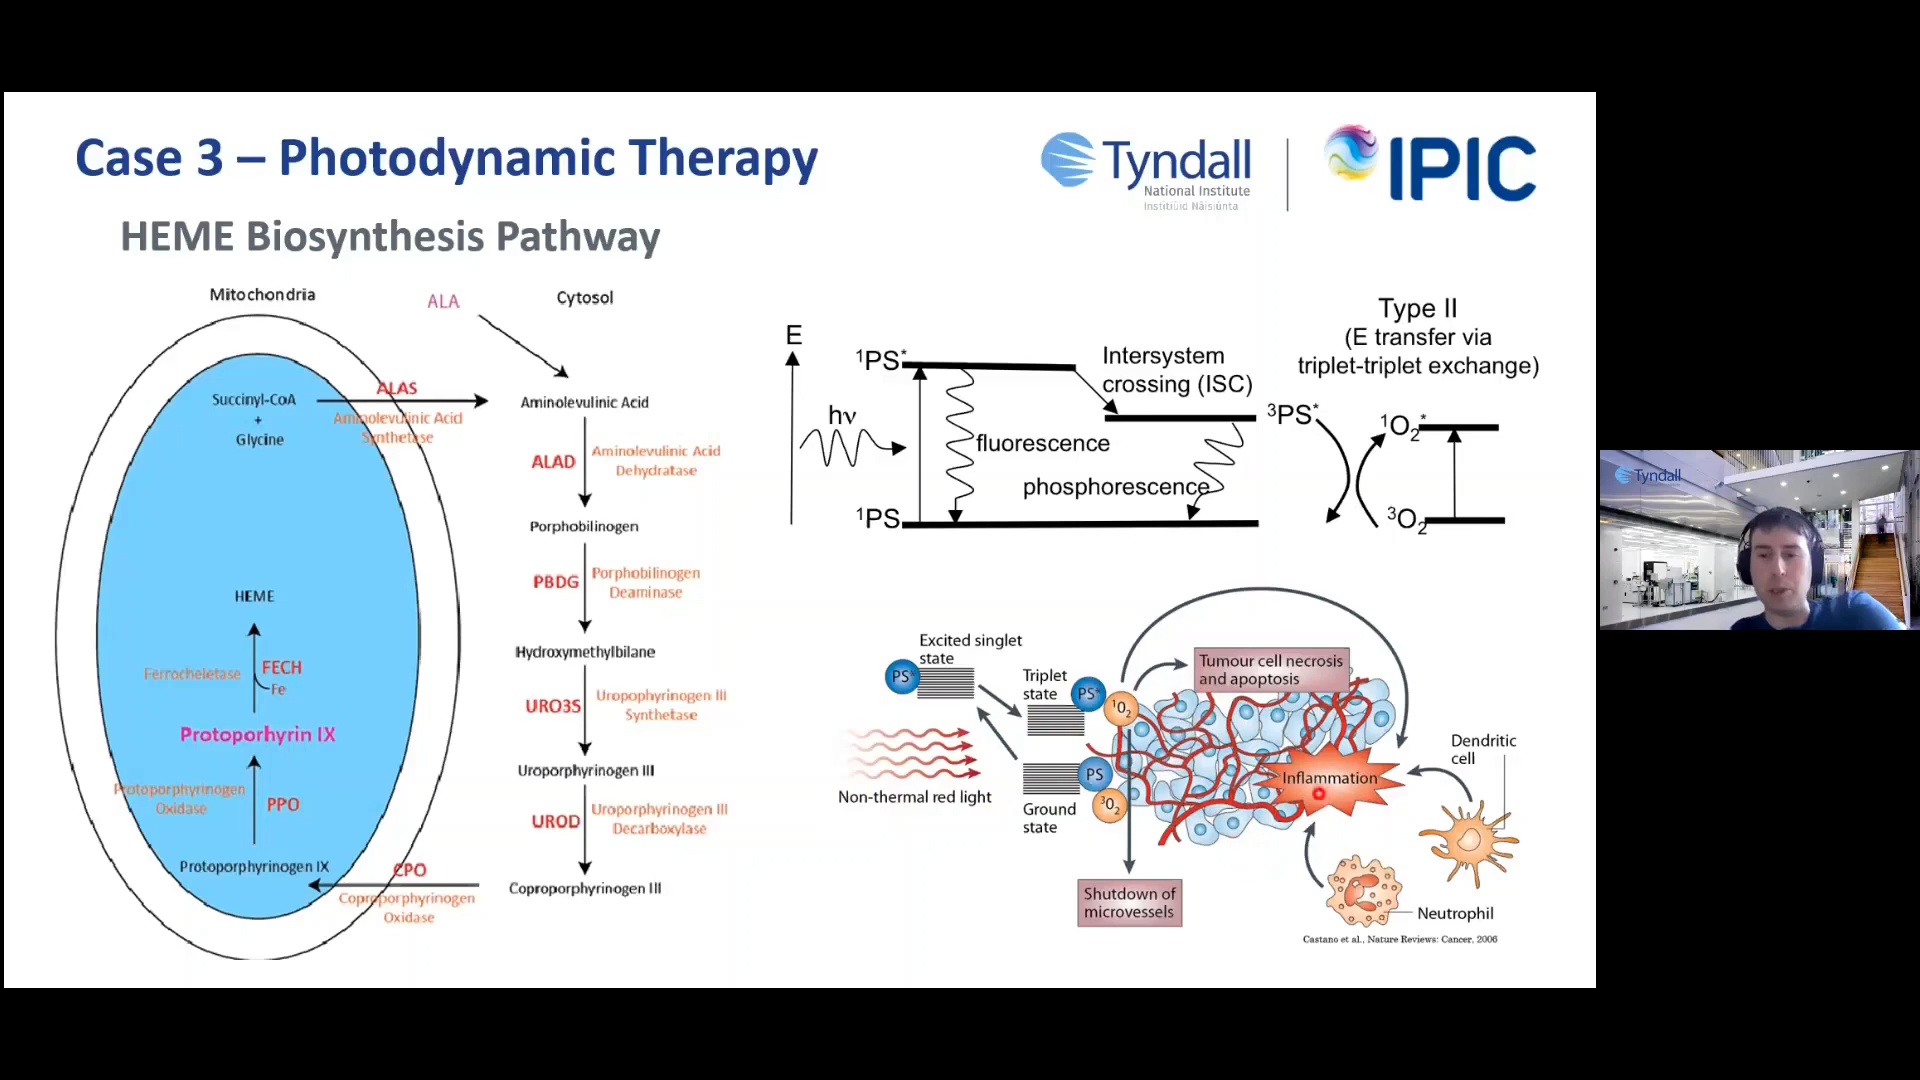 Case 3 – Photodynamic Therapy
Tyndall
National Institute
Institiúid Náisiúnta
IPIC
HEME Biosynthesis Pathway
Mitochondria
ALA
Cytosol
Succinyl-CoA
+
Glycine
ALAS
Aminolevulinic Acid
Synthetase
Aminolevulinic Acid
ALAD
Aminolevulinic Acid
Dehydratase
Porphobilinogen
PBDG
Porphobilinogen
Deaminase
Hydroxymethylbilane
URO3S
Uropophyrinogen III
Synthetase
Uroporphyrinogen III
UROD
Uroporphyrinogen III
Decarboxylase
Coproporphyrinogen III
CPO
Coproporphyrinogen
Oxidase
Protoporphyrinogen IX
Protoporphyrinogen
Oxidase
PPO
Protoporhyrin IX
Ferrocheletase
FECH
Fe
HEME
E
hν
¹PS*
¹PS
fluorescence
phosphorescence
Intersystem
crossing (ISC)
³PS*
Type II
(E transfer via
triplet-triplet exchange)
¹O₂*
³O₂
Excited singlet
state
PS*
Triplet
state
PS*
¹O₂
Tumour cell necrosis
and apoptosis
Non-thermal red light
Ground
state
PS
³O₂
Inflammation
Dendritic
cell
Shutdown of
microvessels
Neutrophil
Castano et al., Nature Reviews: Cancer, 2006
Tyndall